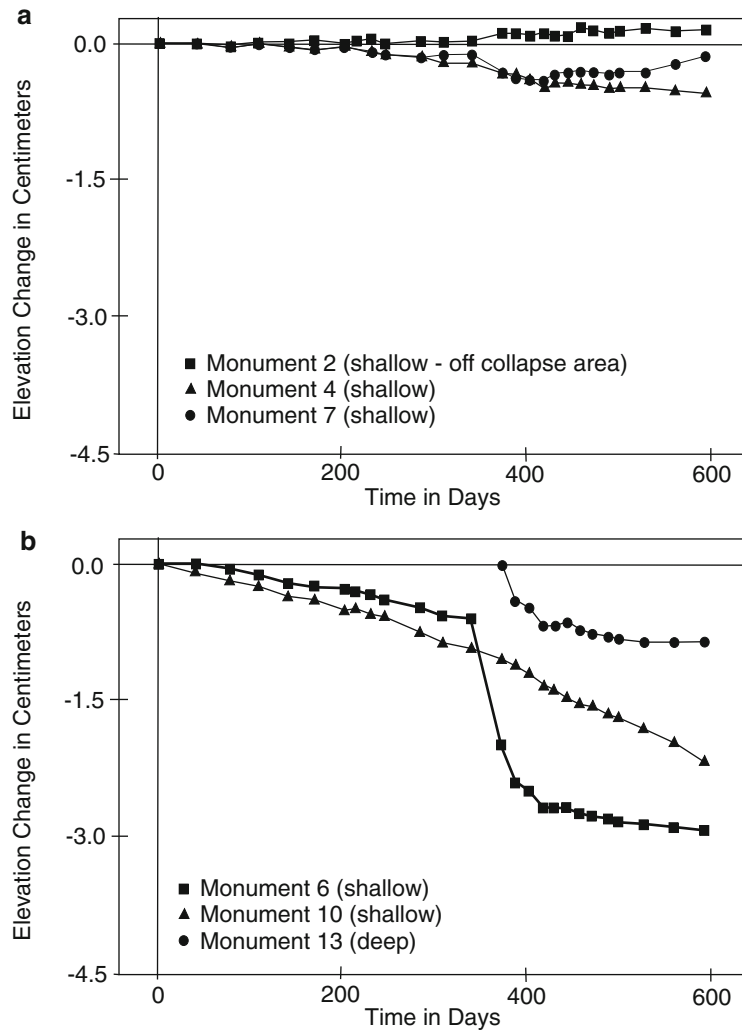 a
0.0
-1.5
-3.0
-4.5
Elevation Change in Centimeters
Monument 2 (shallow - off collapse area)
Monument 4 (shallow)
Monument 7 (shallow)
0 200 400 600
Time in Days
b
0.0
-1.5
-3.0
-4.5
Elevation Change in Centimeters
Monument 6 (shallow)
Monument 10 (shallow)
Monument 13 (deep)
0 200 400 600
Time in Days